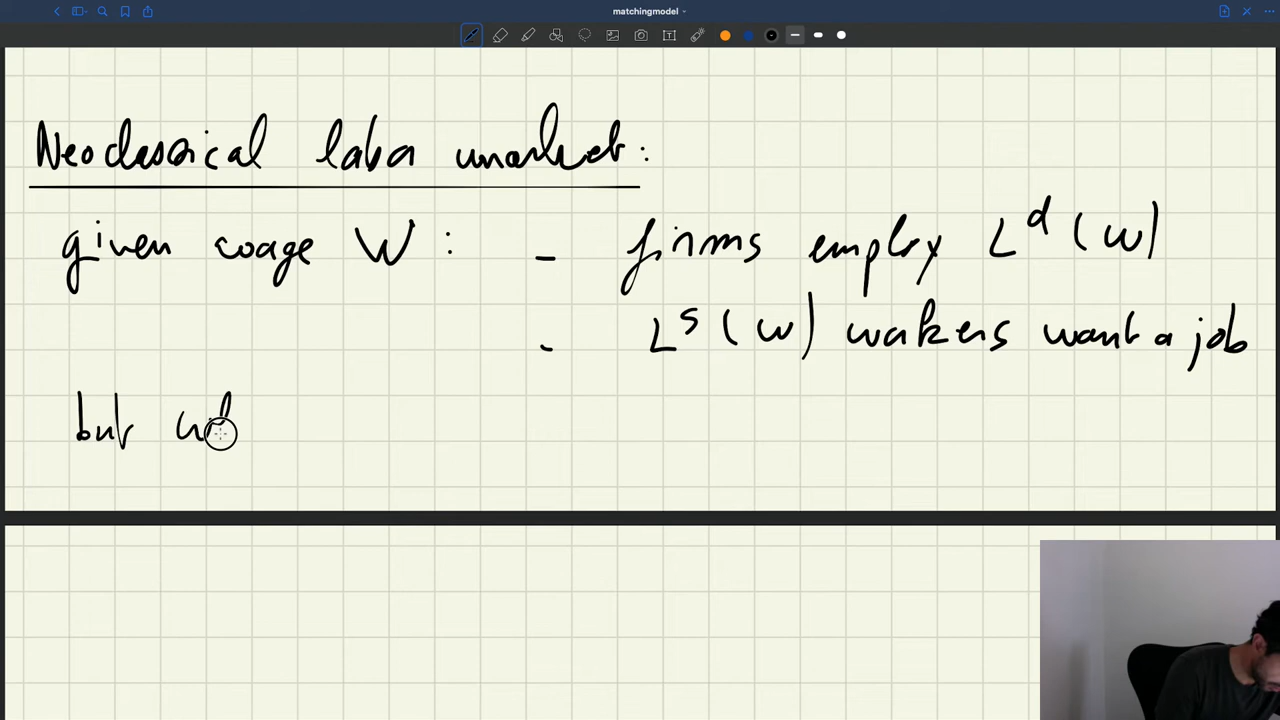 matchingmodel
Neoclassical labor market:
given wage W : - firms employ L^d (W)
- L^s (W) workers want a job
but